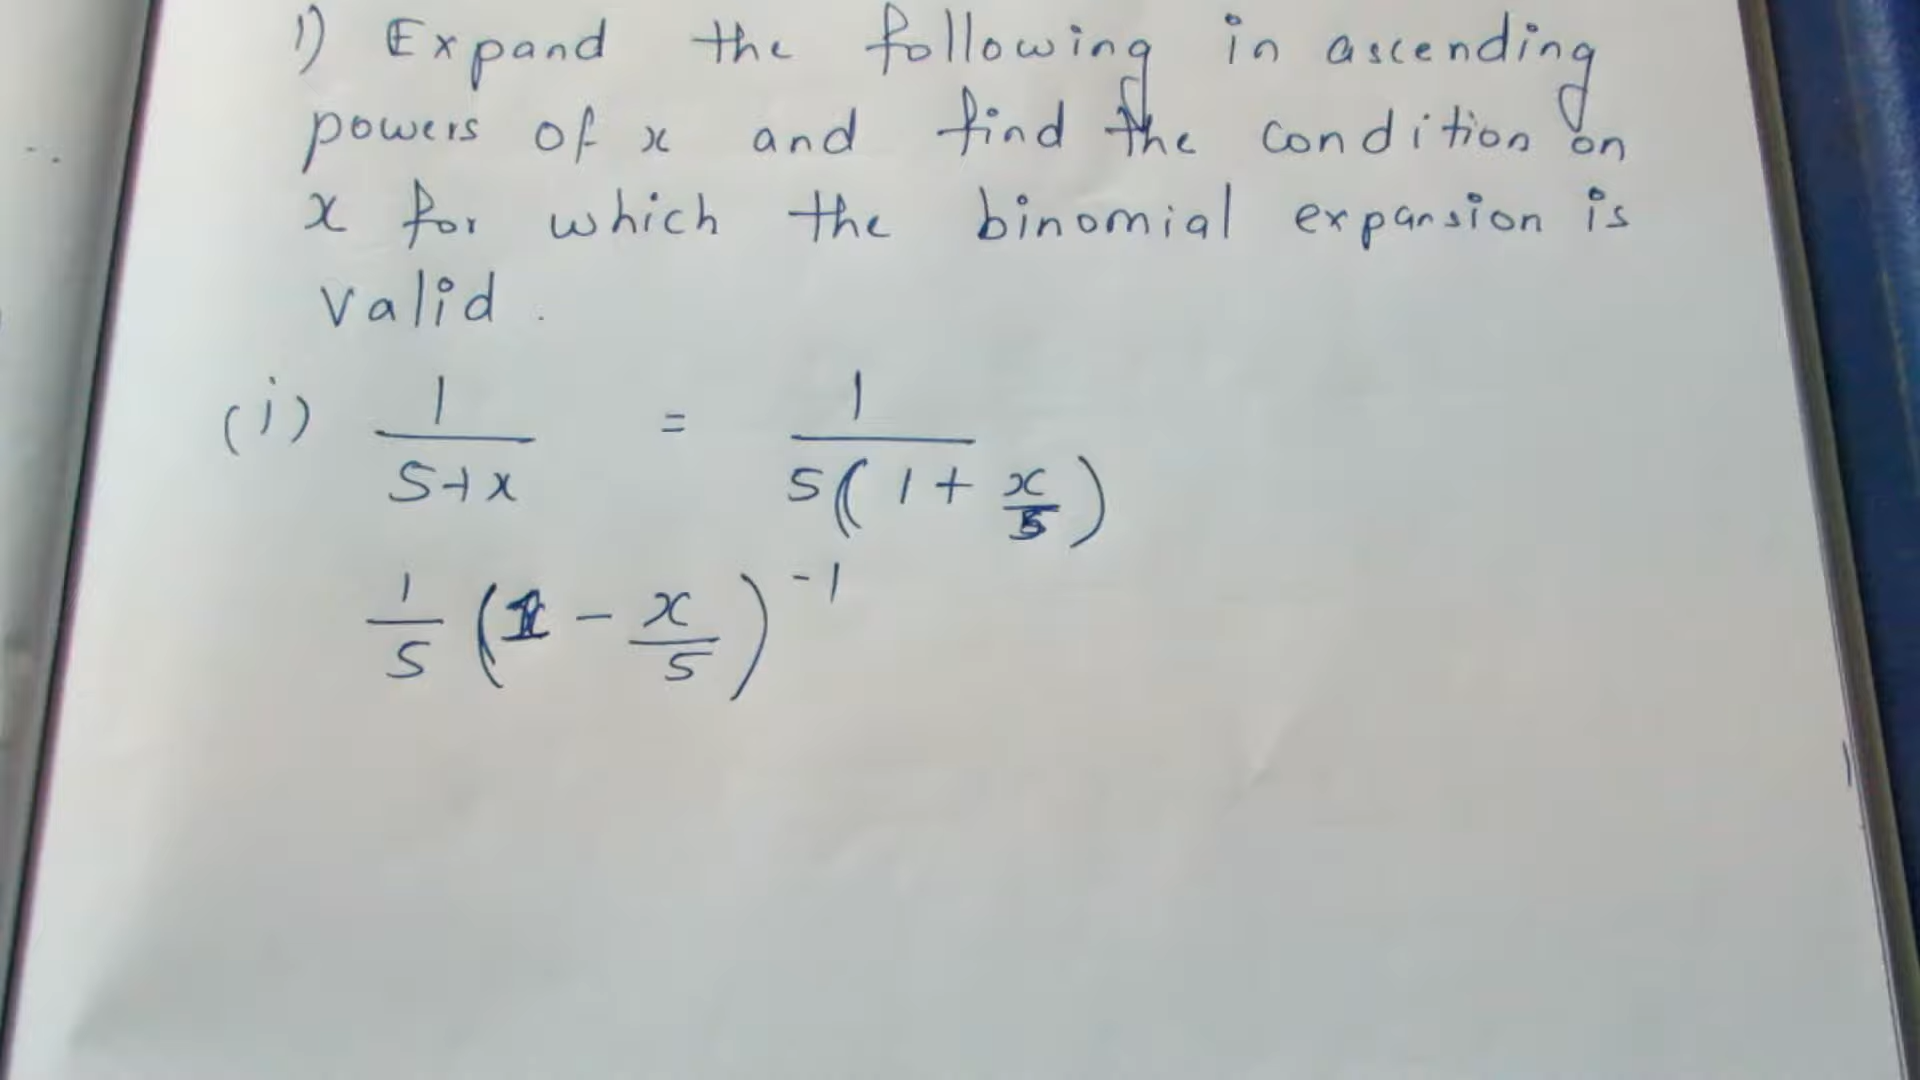 1) Expand the following in ascending
powers of x and find the condition on
x for which the binomial expansion is
valid.
(i) 1/(5+x) = 1/(5(1 + x/5))
1/5 (1 - x/5)^-1